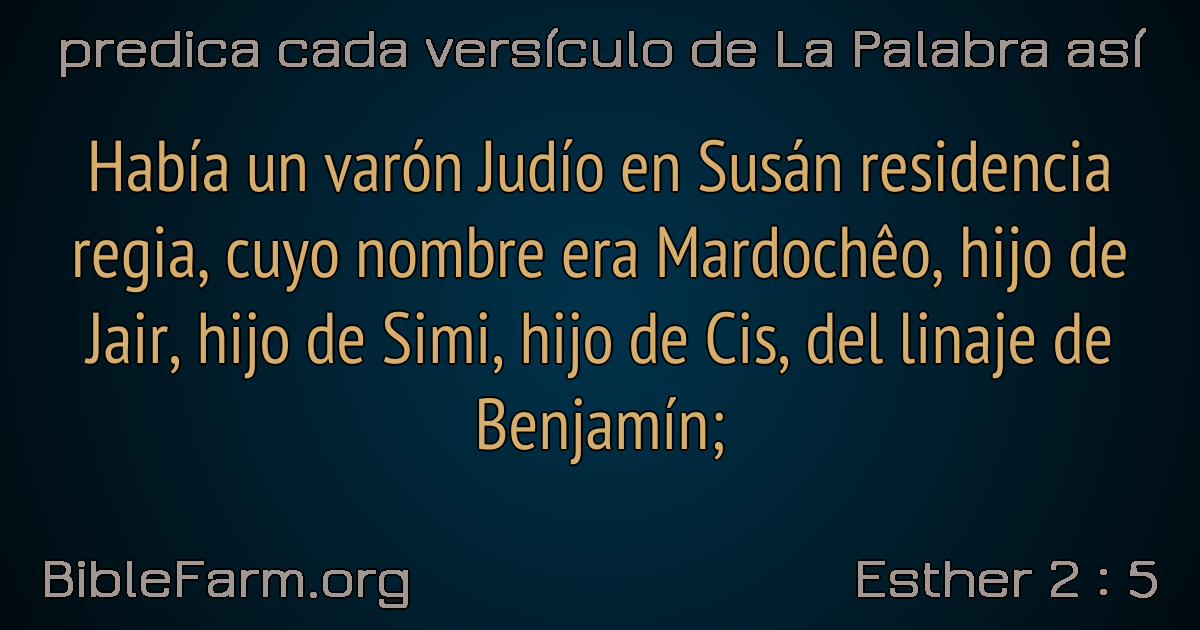 predica cada versículo de La Palabra así
Había un varón Judío en Susán residencia
regia, cuyo nombre era Mardochêo, hijo de
Jair, hijo de Simi, hijo de Cis, del linaje de
Benjamín;
BibleFarm.org
Esther 2 : 5